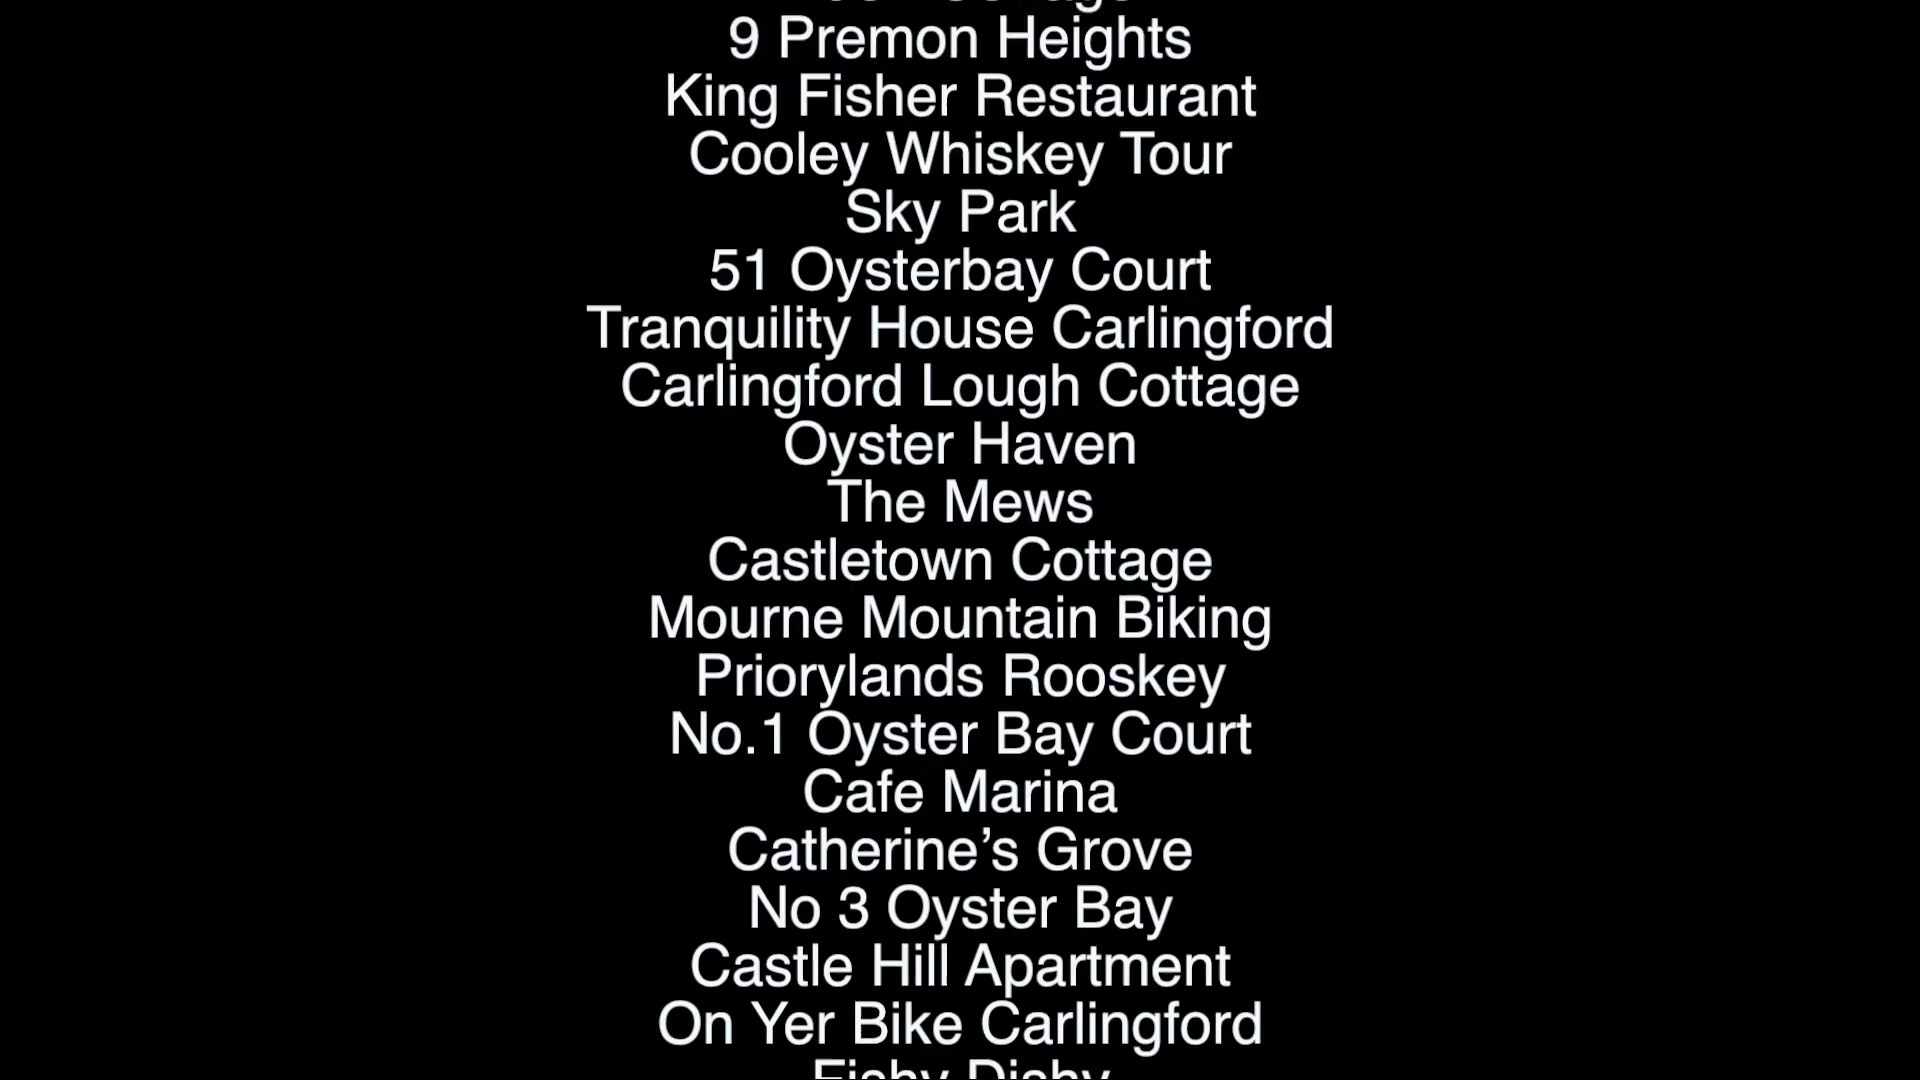 9 Premon Heights
King Fisher Restaurant
Cooley Whiskey Tour
Sky Park
51 Oysterbay Court
Tranquility House Carlingford
Carlingford Lough Cottage
Oyster Haven
The Mews
Castletown Cottage
Mourne Mountain Biking
Priorylands Rooskey
No.1 Oyster Bay Court
Cafe Marina
Catherine’s Grove
No 3 Oyster Bay
Castle Hill Apartment
On Yer Bike Carlingford
Fishy Dishy